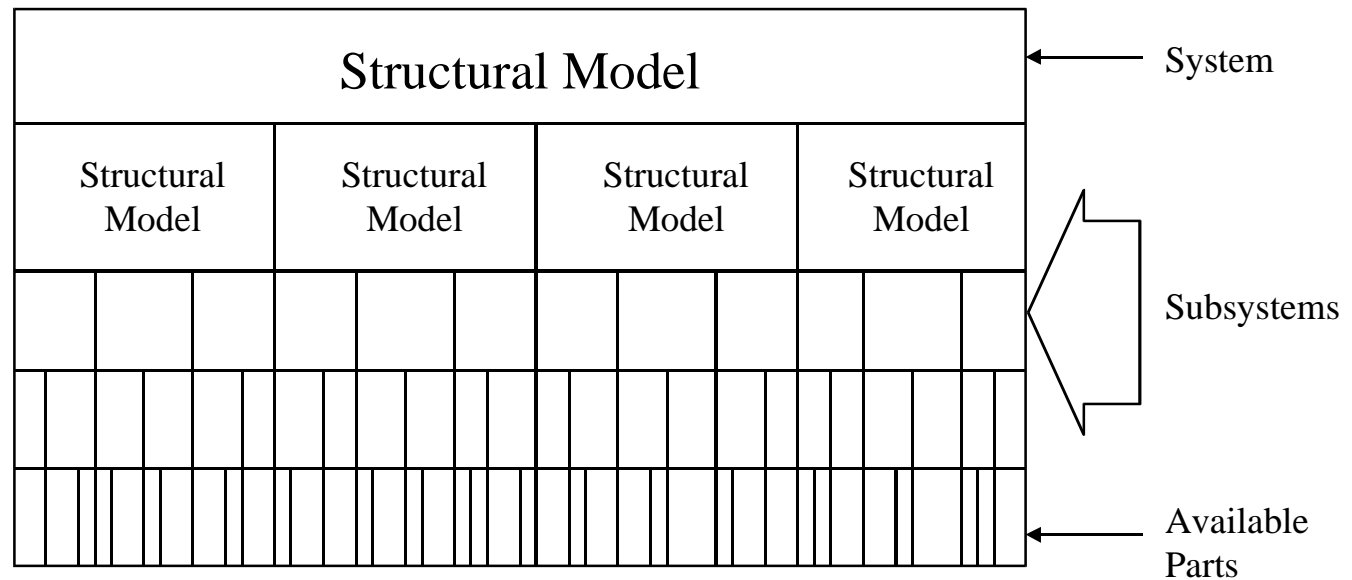 Structural Model
System
Structural
Model
Structural
Model
Structural
Model
Structural
Model
Subsystems
Available
Parts